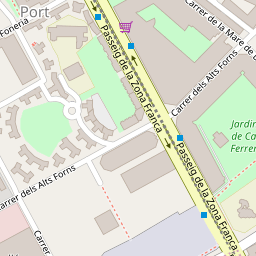 Port
Foneria
Passeig de la Zona Franca
Carrer de la Mare de
Carrer dels Alts Forns
Jardin
de Ca
Ferrer
Carrer dels Alts Forns
Passeig de la Zona Franca
Carrer